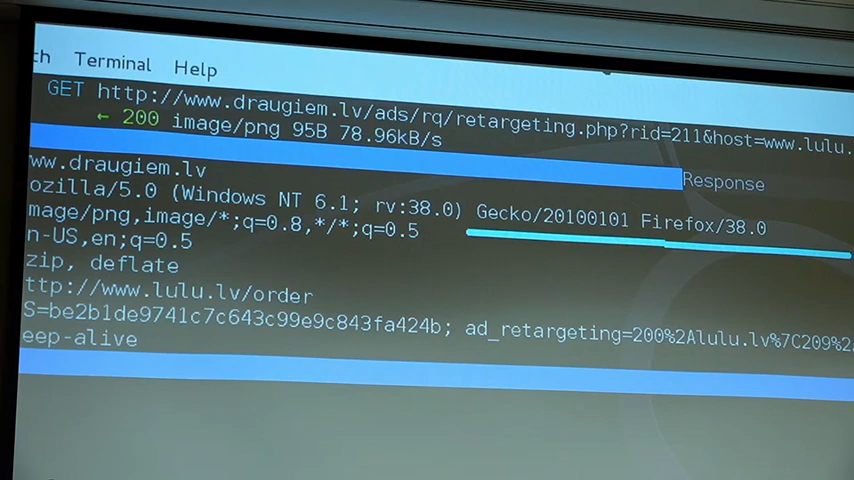 ch Terminal Help
GET http://www.draugiem.lv/ads/rq/retargeting.php?rid=211&host=www.lulu.
← 200 image/png 95B 78.96kB/s
Response
ww.draugiem.lv
ozilla/5.0 (Windows NT 6.1; rv:38.0) Gecko/20100101 Firefox/38.0
mage/png,image/*;q=0.8,*/*;q=0.5
n-US,en;q=0.5
zip, deflate
ttp://www.lulu.lv/order
S=be2b1de9741c7c643c99e9c843fa424b; ad_retargeting=200%2Alulu.lv%7C209%2
eep-alive